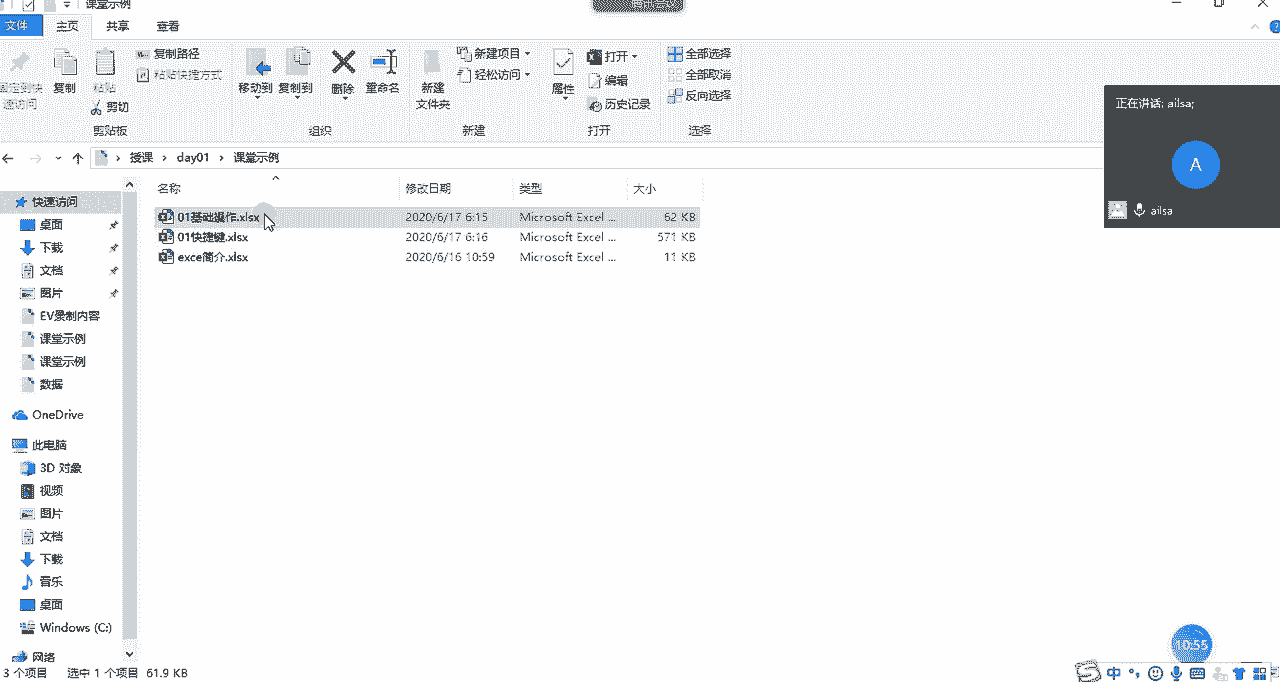 课堂示例
文件 主页 共享 查看
复制路径 新建项目 打开 全部选择
粘贴快捷方式 轻松访问 编辑 全部取消
固定到快速访问 复制 粘贴 剪切 移动到 复制到 删除 重命名 新建文件夹 属性 历史记录 反向选择
剪贴板 组织 新建 打开 选择
授课 day01 课堂示例
正在讲话: ailsa;
A
ailsa
名称 修改日期 类型 大小
01基础操作.xlsx 2020/6/17 6:15 Microsoft Excel ... 62 KB
01快捷键.xlsx 2020/6/17 6:16 Microsoft Excel ... 571 KB
exce简介.xlsx 2020/6/16 10:59 Microsoft Excel ... 11 KB
快速访问
桌面
下载
文档
图片
EV录制内容
课堂示例
课堂示例
数据
OneDrive
此电脑
3D 对象
视频
图片
文档
下载
音乐
桌面
Windows (C:)
网络
10:55
3 个项目 选中 1 个项目 61.9 KB
中